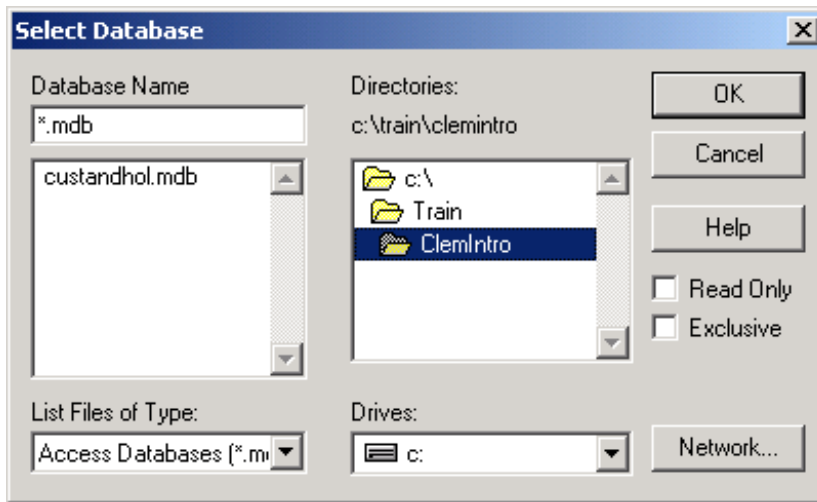 Select Database
Database Name
*.mdb
custandhol.mdb
List Files of Type:
Access Databases (*.m
Directories:
c:\train\clemintro
c:\
Train
ClemIntro
Drives:
c:
OK
Cancel
Help
Read Only
Exclusive
Network...